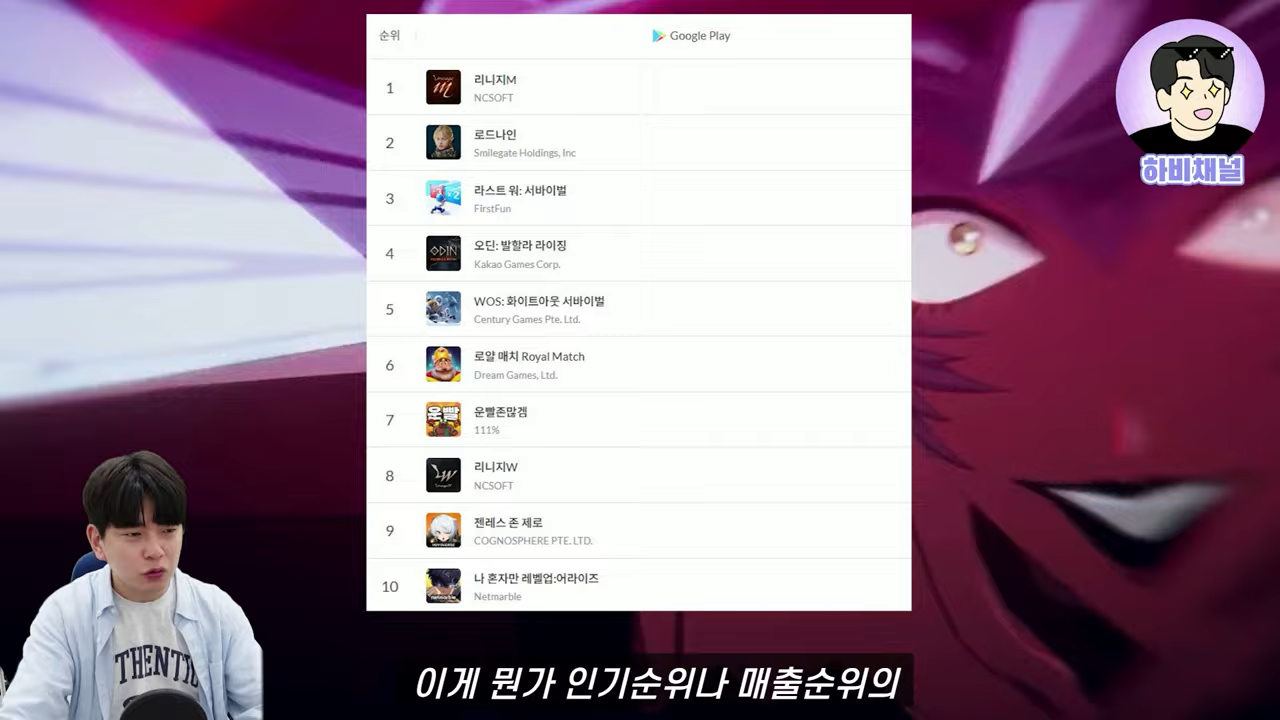 순위
Google Play
1
리니지M
NCSOFT
2
로드나인
Smilegate Holdings, Inc
3
라스트 워: 서바이벌
FirstFun
4
ODIN
오딘: 발할라 라이징
Kakao Games Corp.
5
WOS: 화이트아웃 서바이벌
Century Games Pte. Ltd.
6
로얄 매치 Royal Match
Dream Games, Ltd.
7
운빨
운빨존많겜
111%
8
리니지W
NCSOFT
9
젠레스 존 제로
COGNOSPHERE PTE. LTD.
10
netmarble
나 혼자만 레벨업:어라이즈
Netmarble
하비채널
THENTIC
이게 뭔가 인기순위나 매출순위의